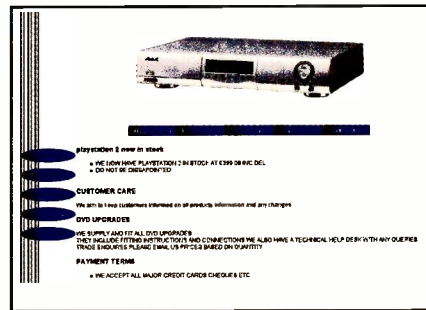 playstation 2 now in stock
WE NOW HAVE PLAYSTATION 2 IN STOCK AT £399.00 INC DEL
DO NOT BE DISSAPOINTED
CUSTOMER CARE
We aim to keep customers informed on all products information and any changes
DVD UPGRADES
WE SUPPLY AND FIT ALL DVD UPGRADES
THEY INCLUDE FITTING INSTRUCTIONS AND CONNECTIONS WE ALSO HAVE A TECHNICAL HELP DESK WITH ANY QUERIES
TRADE ENQUIRES PLEASE EMAIL US PRICES BASED ON QUANTITY
PAYMENT TERMS
WE ACCEPT ALL MAJOR CREDIT CARDS CHEQUES ETC